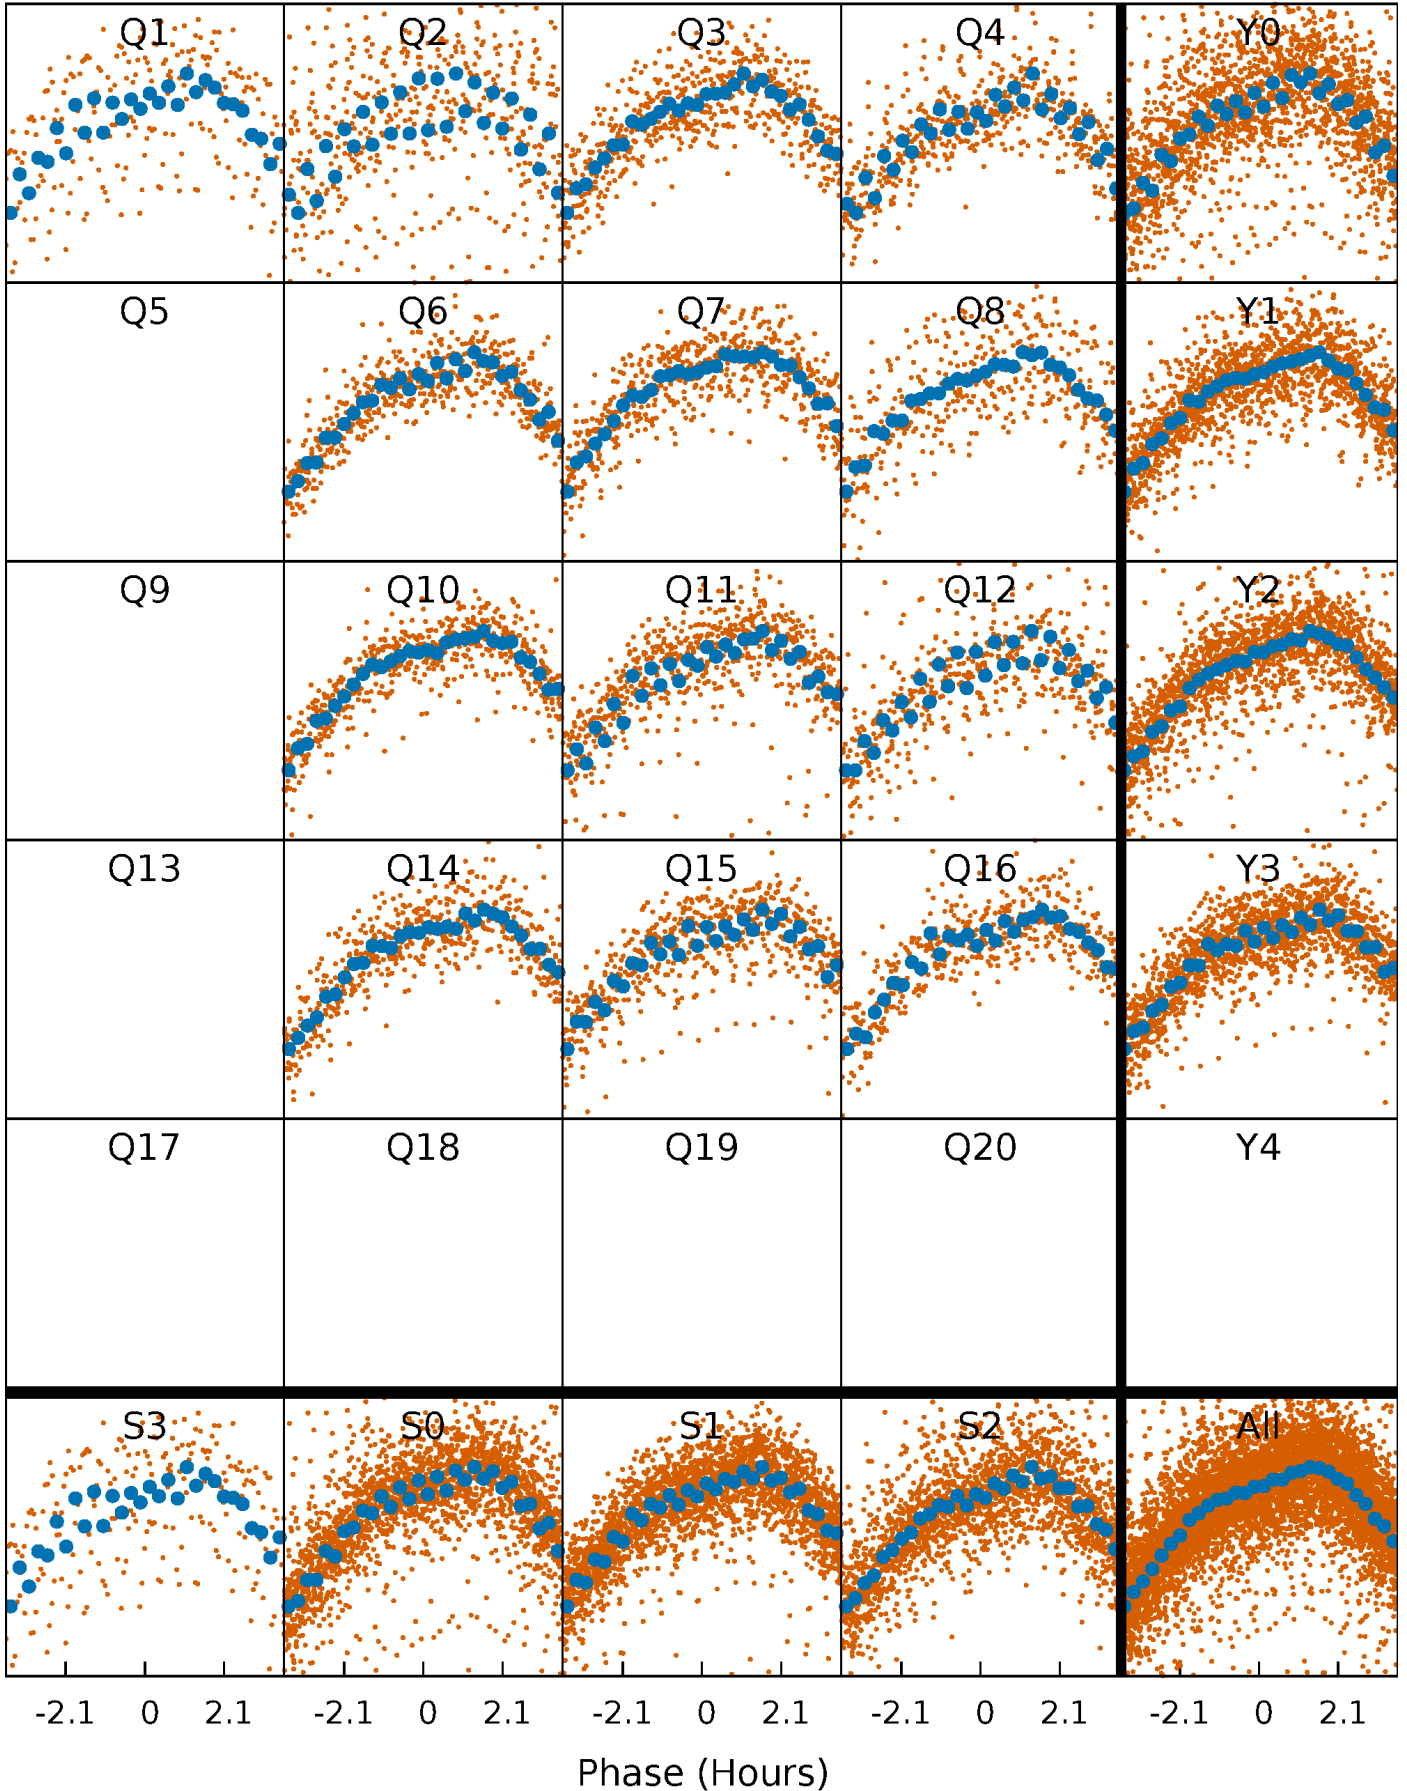 Q1 Q2 Q3 Q4 Y0
Q5 Q6 Q7 Q8 Y1
Q9 Q10 Q11 Q12 Y2
Q13 Q14 Q15 Q16 Y3
Q17 Q18 Q19 Q20 Y4
S3 S0 S1 S2 All
-2.1 0 2.1 -2.1 0 2.1 -2.1 0 2.1 -2.1 0 2.1 -2.1 0 2.1
Phase (Hours)